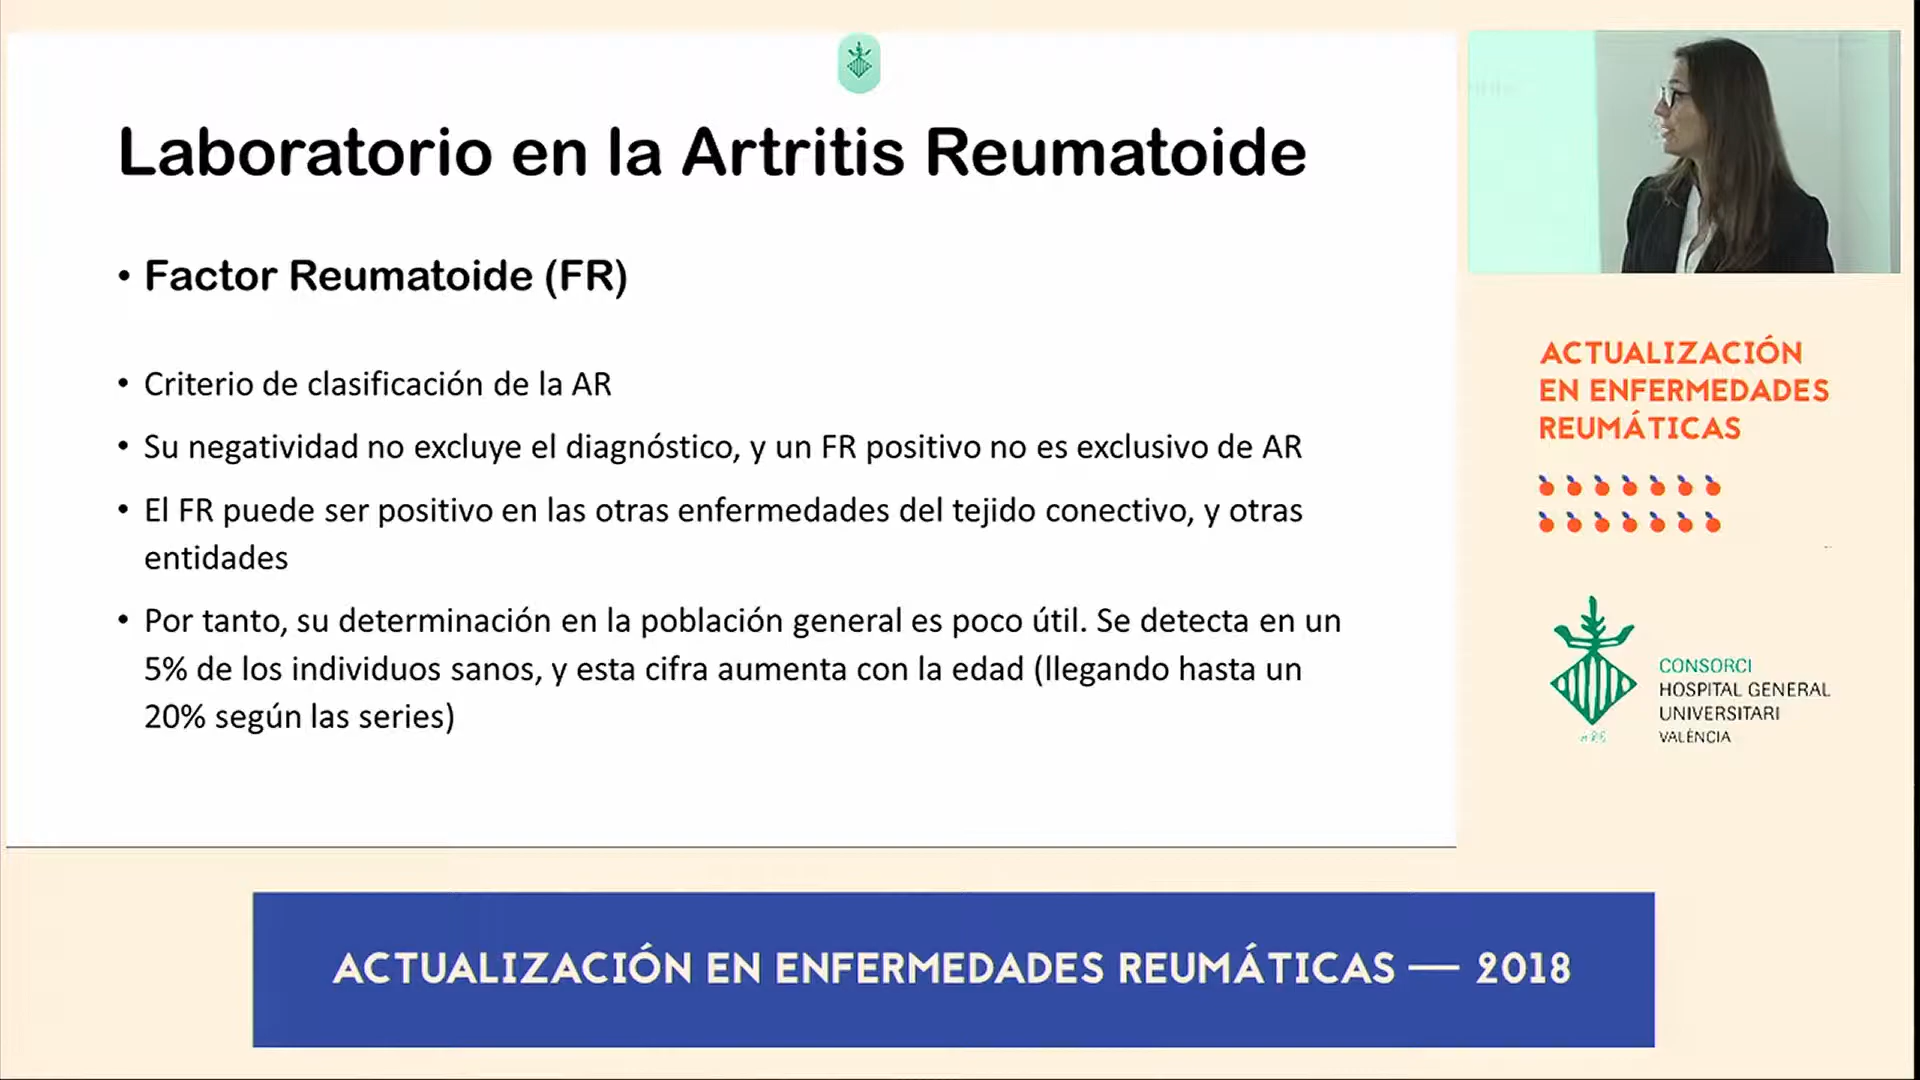 Laboratorio en la Artritis Reumatoide
• Factor Reumatoide (FR)
• Criterio de clasificación de la AR
• Su negatividad no excluye el diagnóstico, y un FR positivo no es exclusivo de AR
• El FR puede ser positivo en las otras enfermedades del tejido conectivo, y otras
entidades
• Por tanto, su determinación en la población general es poco útil. Se detecta en un
5% de los individuos sanos, y esta cifra aumenta con la edad (llegando hasta un
20% según las series)
ACTUALIZACIÓN
EN ENFERMEDADES
REUMÁTICAS
CONSORCI
HOSPITAL GENERAL
UNIVERSITARI
VALÈNCIA
ACTUALIZACIÓN EN ENFERMEDADES REUMÁTICAS — 2018